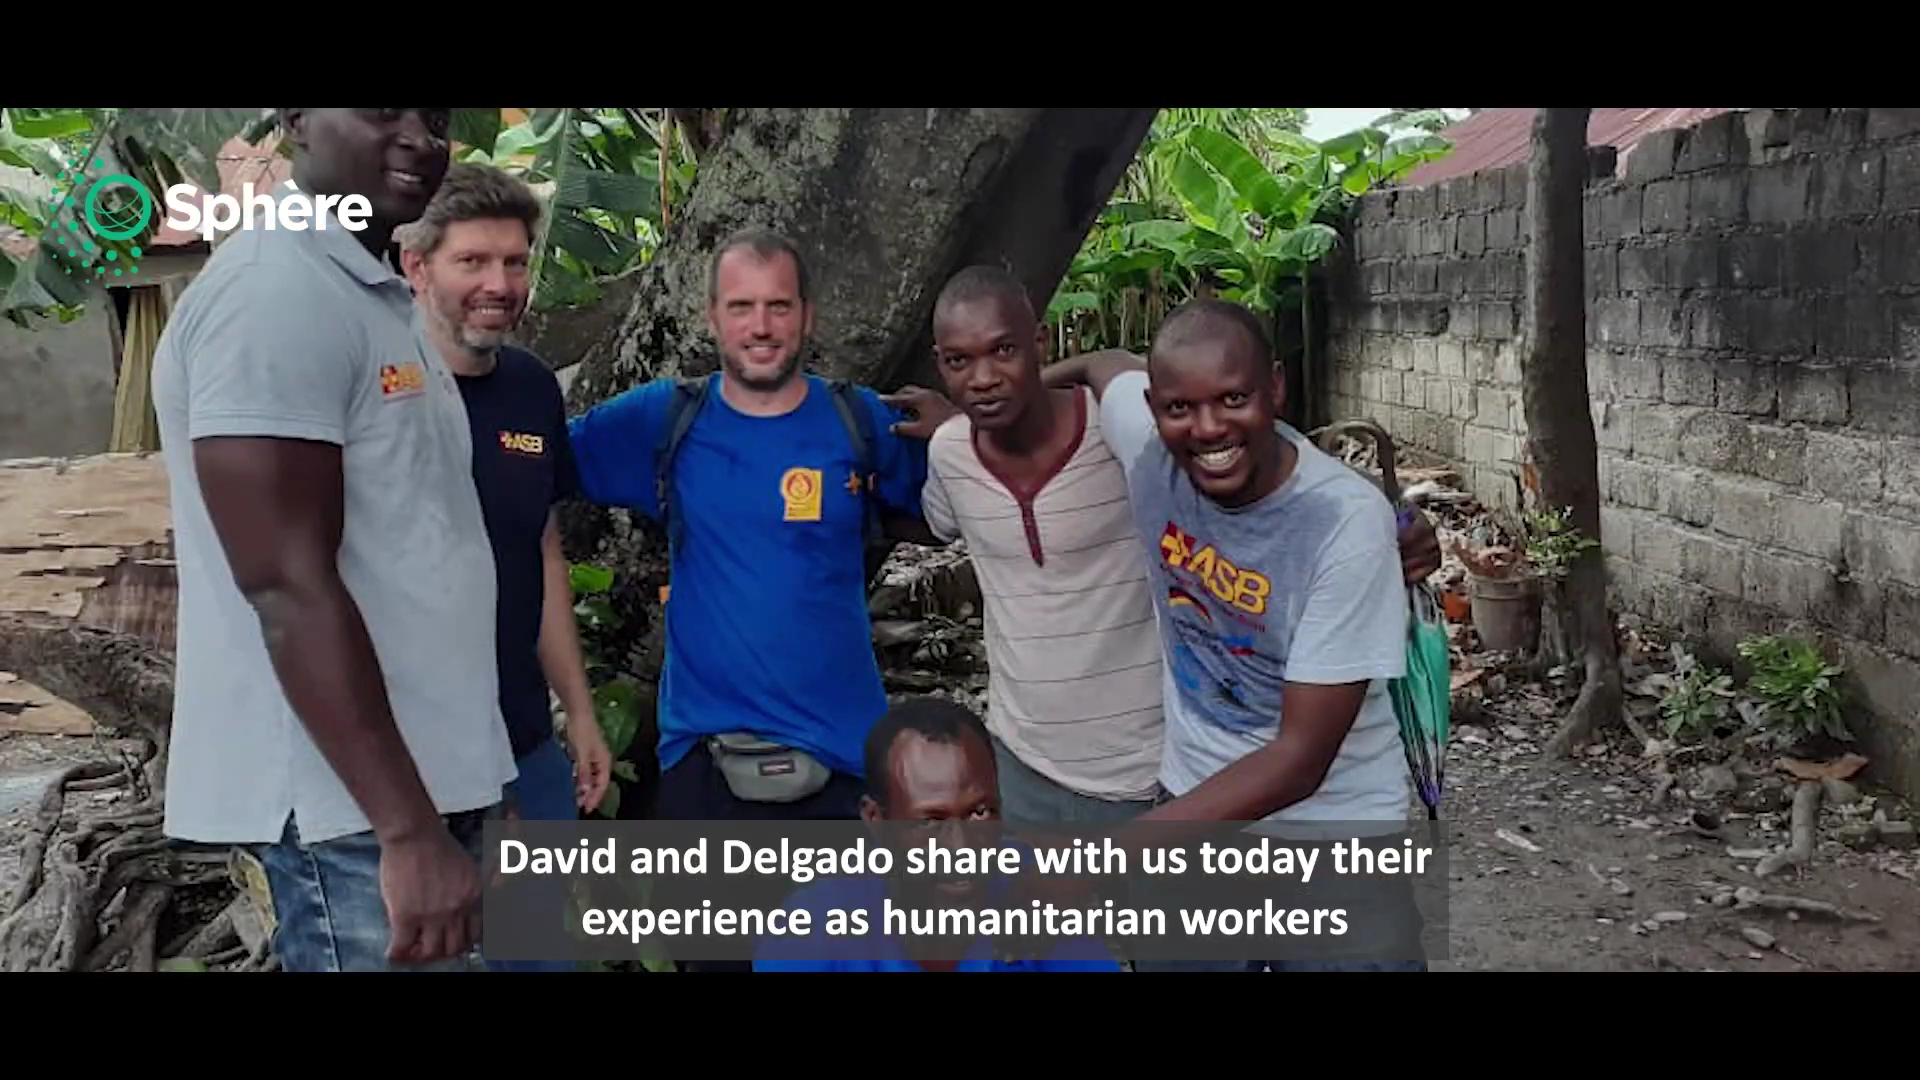 Sphère
ASB
ASB
ASB
David and Delgado share with us today their
experience as humanitarian workers